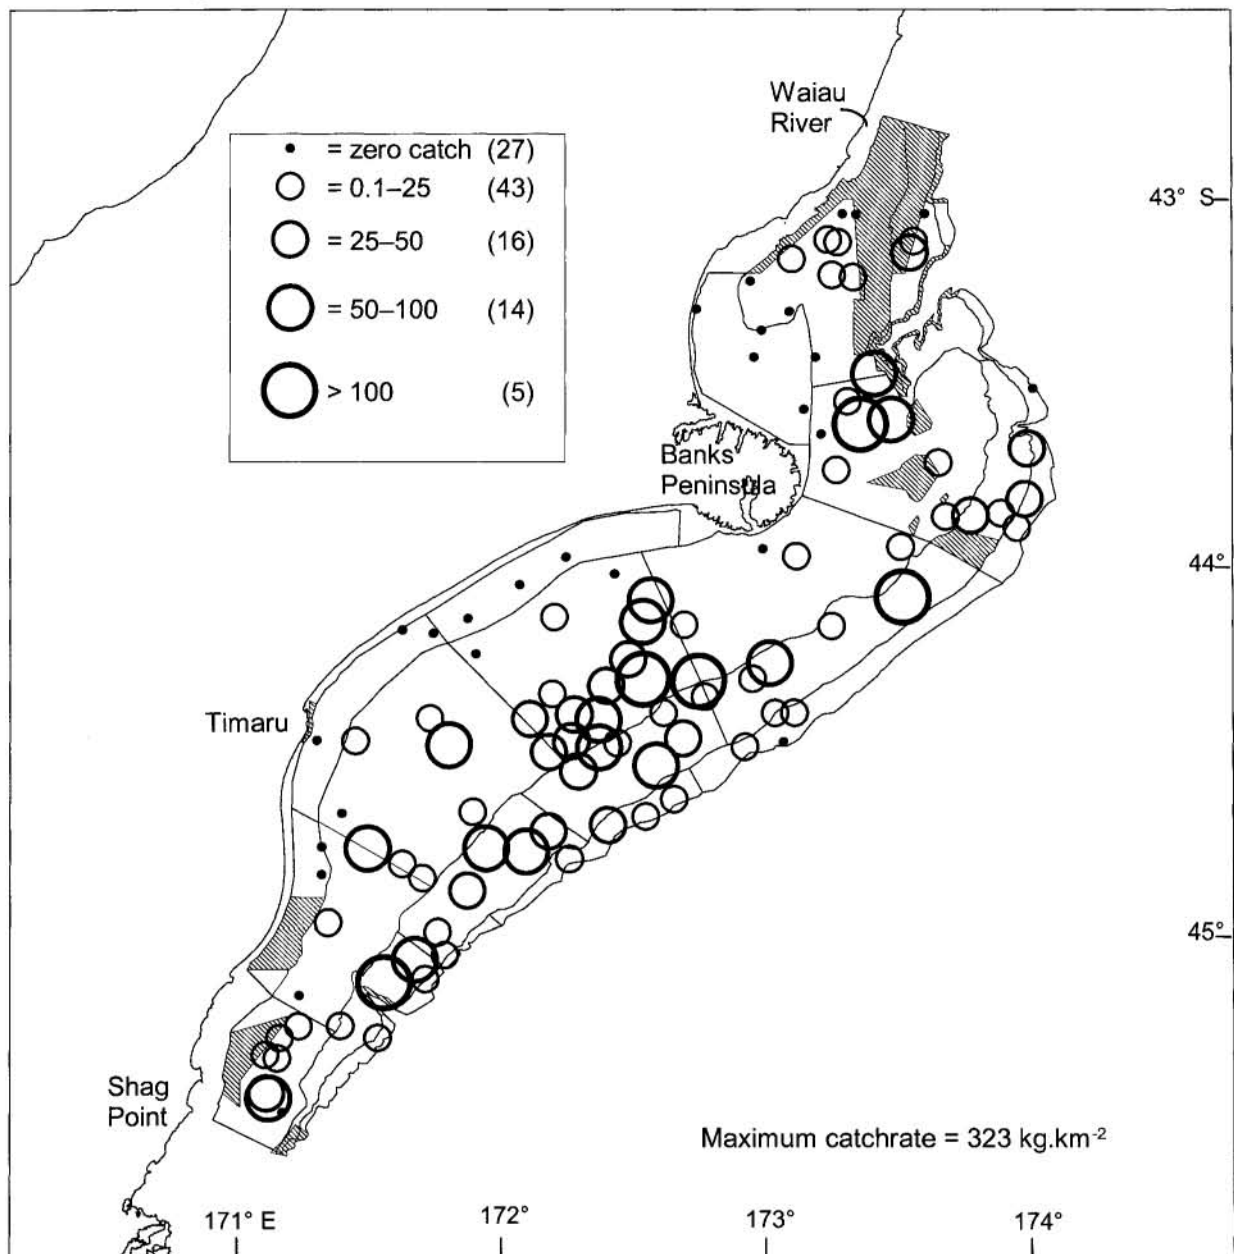 Waiau
River
• = zero catch (27)
= 0.1–25 (43)
= 25–50 (16)
= 50–100 (14)
> 100 (5)
43° S
Banks
Peninsula
44°
Timaru
45°
Shag
Point
Maximum catchrate = 323 kg.km⁻²
171° E 172° 173° 174°